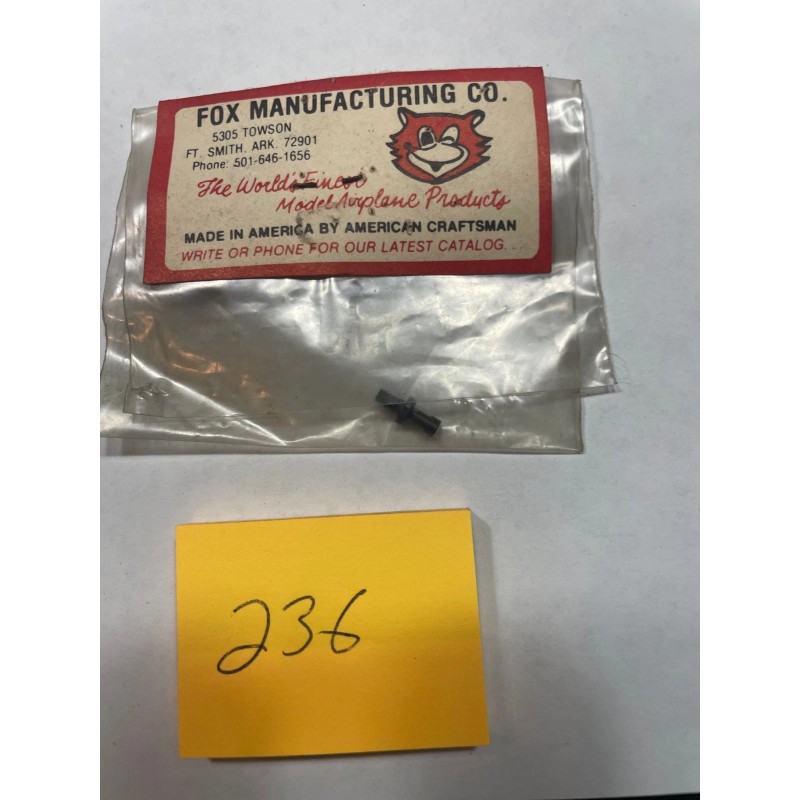 FOX MANUFACTURING CO.
5305 TOWSON
FT. SMITH. ARK. 72901
Phone: 501-646-1656
The World's Finest
Model Airplane Products
MADE IN AMERICA BY AMERICAN CRAFTSMAN
WRITE OR PHONE FOR OUR LATEST CATALOG...
236